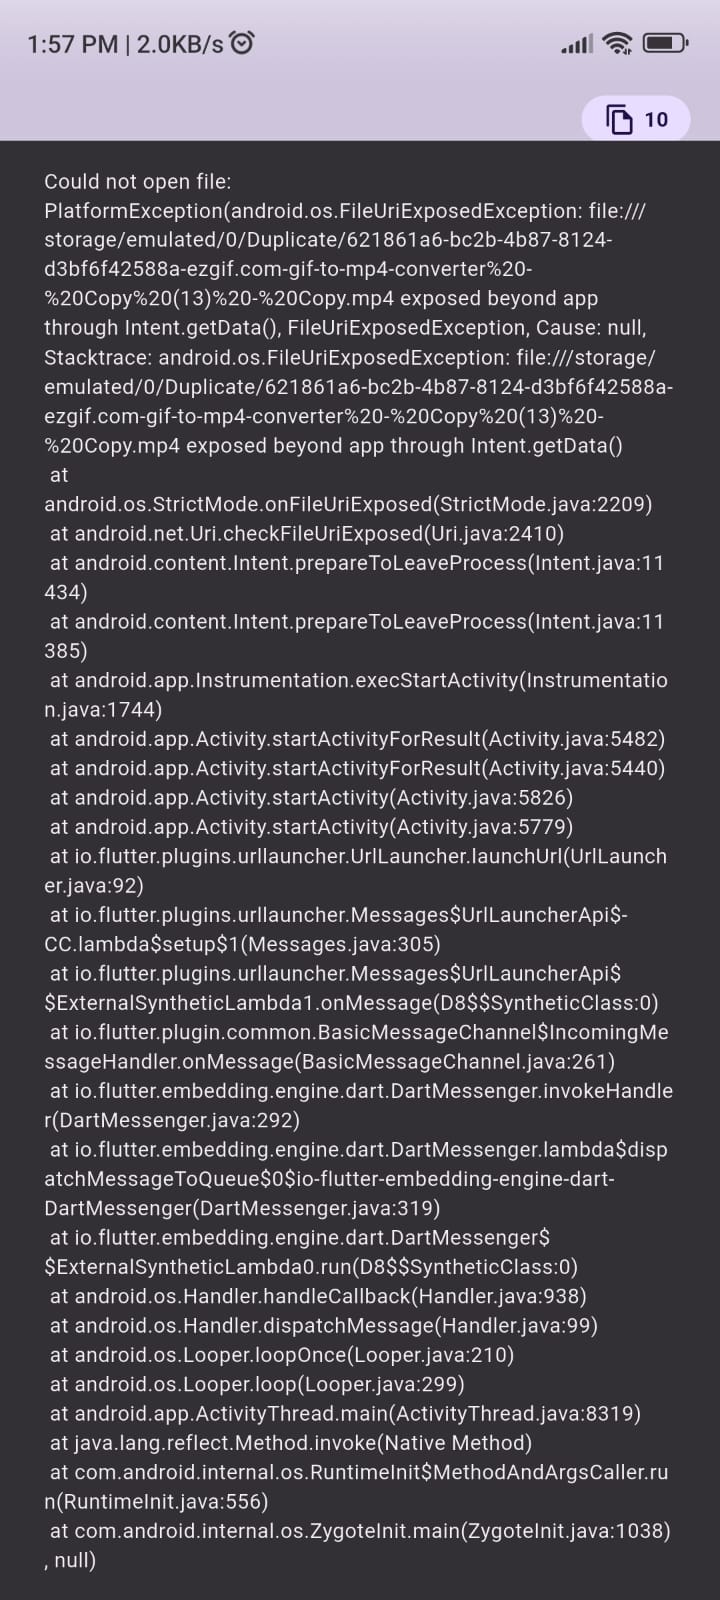 1:57 PM | 2.0KB/s
10
Could not open file:
PlatformException(android.os.FileUriExposedException: file:///
storage/emulated/0/Duplicate/621861a6-bc2b-4b87-8124-
d3bf6f42588a-ezgif.com-gif-to-mp4-converter%20-
%20Copy%20(13)%20-%20Copy.mp4 exposed beyond app
through Intent.getData(), FileUriExposedException, Cause: null,
Stacktrace: android.os.FileUriExposedException: file:///storage/
emulated/0/Duplicate/621861a6-bc2b-4b87-8124-d3bf6f42588a-
ezgif.com-gif-to-mp4-converter%20-%20Copy%20(13)%20-
%20Copy.mp4 exposed beyond app through Intent.getData()
at
android.os.StrictMode.onFileUriExposed(StrictMode.java:2209)
at android.net.Uri.checkFileUriExposed(Uri.java:2410)
at android.content.Intent.prepareToLeaveProcess(Intent.java:11
434)
at android.content.Intent.prepareToLeaveProcess(Intent.java:11
385)
at android.app.Instrumentation.execStartActivity(Instrumentatio
n.java:1744)
at android.app.Activity.startActivityForResult(Activity.java:5482)
at android.app.Activity.startActivityForResult(Activity.java:5440)
at android.app.Activity.startActivity(Activity.java:5826)
at android.app.Activity.startActivity(Activity.java:5779)
at io.flutter.plugins.urllauncher.UrlLauncher.launchUrl(UrlLaunch
er.java:92)
at io.flutter.plugins.urllauncher.Messages$UrlLauncherApi$-
CC.lambda$setup$1(Messages.java:305)
at io.flutter.plugins.urllauncher.Messages$UrlLauncherApi$
$ExternalSyntheticLambda1.onMessage(D8$$SyntheticClass:0)
at io.flutter.plugin.common.BasicMessageChannel$IncomingMe
ssageHandler.onMessage(BasicMessageChannel.java:261)
at io.flutter.embedding.engine.dart.DartMessenger.invokeHandle
r(DartMessenger.java:292)
at io.flutter.embedding.engine.dart.DartMessenger.lambda$disp
atchMessageToQueue$0$io-flutter-embedding-engine-dart-
DartMessenger(DartMessenger.java:319)
at io.flutter.embedding.engine.dart.DartMessenger$
$ExternalSyntheticLambda0.run(D8$$SyntheticClass:0)
at android.os.Handler.handleCallback(Handler.java:938)
at android.os.Handler.dispatchMessage(Handler.java:99)
at android.os.Looper.loopOnce(Looper.java:210)
at android.os.Looper.loop(Looper.java:299)
at android.app.ActivityThread.main(ActivityThread.java:8319)
at java.lang.reflect.Method.invoke(Native Method)
at com.android.internal.os.RuntimeInit$MethodAndArgsCaller.ru
n(RuntimeInit.java:556)
at com.android.internal.os.ZygoteInit.main(ZygoteInit.java:1038)
, null)